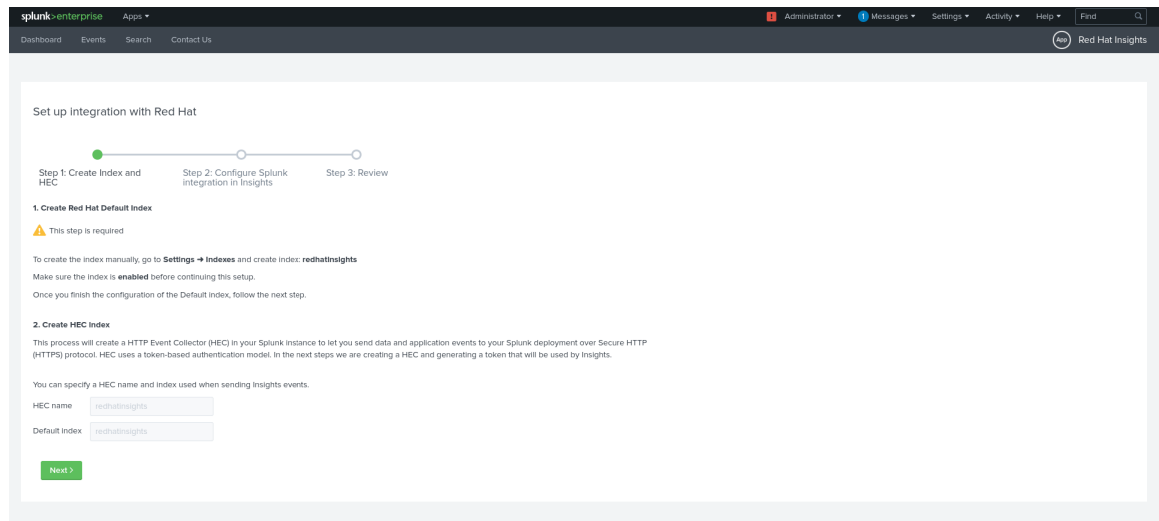 splunk>enterprise Apps
! Administrator 1 Messages Settings Activity Help Find
Dashboard Events Search Contact Us
App Red Hat Insights
Set up integration with Red Hat
Step 1: Create Index and
HEC
Step 2: Configure Splunk
integration in Insights
Step 3: Review
1. Create Red Hat Default Index
This step is required
To create the index manually, go to Settings ➔ Indexes and create index: redhatinsights
Make sure the index is enabled before continuing this setup.
Once you finish the configuration of the Default index, follow the next step.
2. Create HEC Index
This process will create a HTTP Event Collector (HEC) in your Splunk instance to let you send data and application events to your Splunk deployment over Secure HTTP
(HTTPS) protocol. HEC uses a token-based authentication model. In the next steps we are creating a HEC and generating a token that will be used by Insights.
You can specify a HEC name and index used when sending Insights events.
HEC name redhatinsights
Default index redhatinsights
Next >